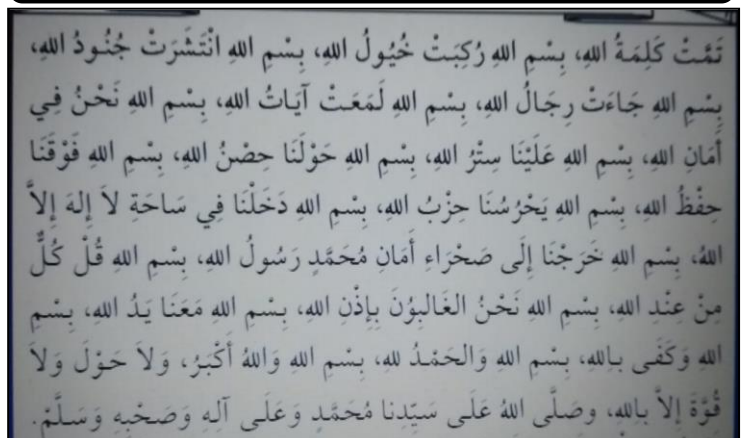 تَمَّتْ كَلِمَةُ اللهِ، بِسْمِ اللهِ رُكِبَتْ خُيُولُ اللهِ، بِسْمِ اللهِ انْتَشَرَتْ جُنُودُ اللهِ،
بِسْمِ اللهِ جَاءَتْ رِجَالُ اللهِ، بِسْمِ اللهِ لَمَعَتْ آيَاتُ اللهِ، بِسْمِ اللهِ نَحْنُ فِي
أَمَانِ اللهِ، بِسْمِ اللهِ عَلَيْنَا سِتْرُ اللهِ، بِسْمِ اللهِ حَوْلَنَا حِصْنُ اللهِ، بِسْمِ اللهِ فَوْقَنَا
حِفْظُ اللهِ، بِسْمِ اللهِ يَحْرُسُنَا حِزْبُ اللهِ، بِسْمِ اللهِ دَخَلْنَا فِي سَاحَةِ لاَ إِلهَ إِلاَّ
اللهُ، بِسْمِ اللهِ خَرَجْنَا إِلَى صَحْرَاءِ أَمَانِ مُحَمَّدٍ رَسُولُ اللهِ، بِسْمِ اللهِ قُلْ كُلٌّ
مِنْ عِنْدِ اللهِ، بِسْمِ اللهِ نَحْنُ الغَالِبُوْنَ بِإِذْنِ اللهِ، بِسْمِ اللهِ مَعَنَا يَدُ اللهِ، بِسْمِ
اللهِ وَكَفَى بِاللهِ، بِسْمِ اللهِ وَالحَمْدُ للهِ، بِسْمِ اللهِ وَاللهُ أَكْبَرُ، وَلاَ حَوْلَ وَلاَ
قُوَّةَ إِلاَّ بِاللهِ، وصَلَّى اللهُ عَلَى سَيِّدِنا مُحَمَّدٍ وَعَلَى آلِهِ وَصَحْبِهِ وَسَلَّمْ.